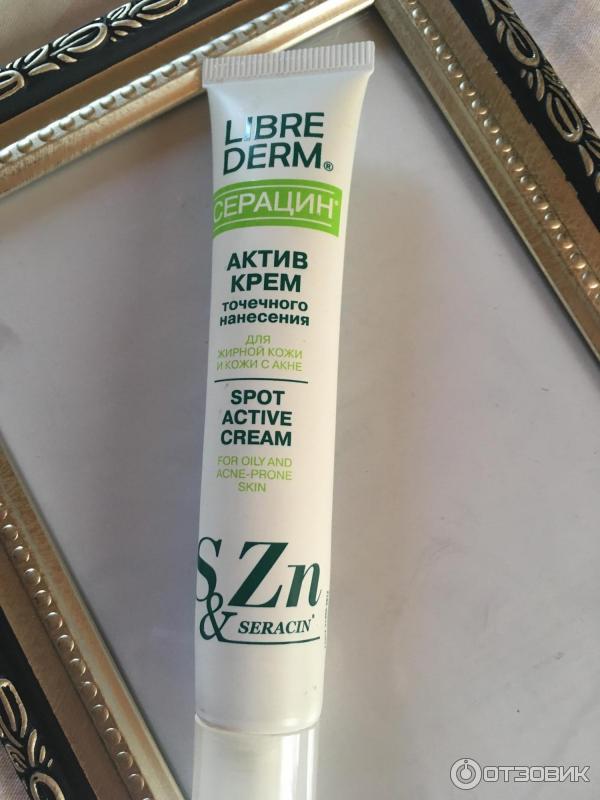 LIBRE
DERM®
СЕРАЦИН®
АКТИВ
КРЕМ
точечного
нанесения
ДЛЯ
ЖИРНОЙ КОЖИ
И КОЖИ С АКНЕ
SPOT
ACTIVE
CREAM
FOR OILY AND
ACNE-PRONE
SKIN
S, Zn
& SERACIN*
ОТЗОВИК